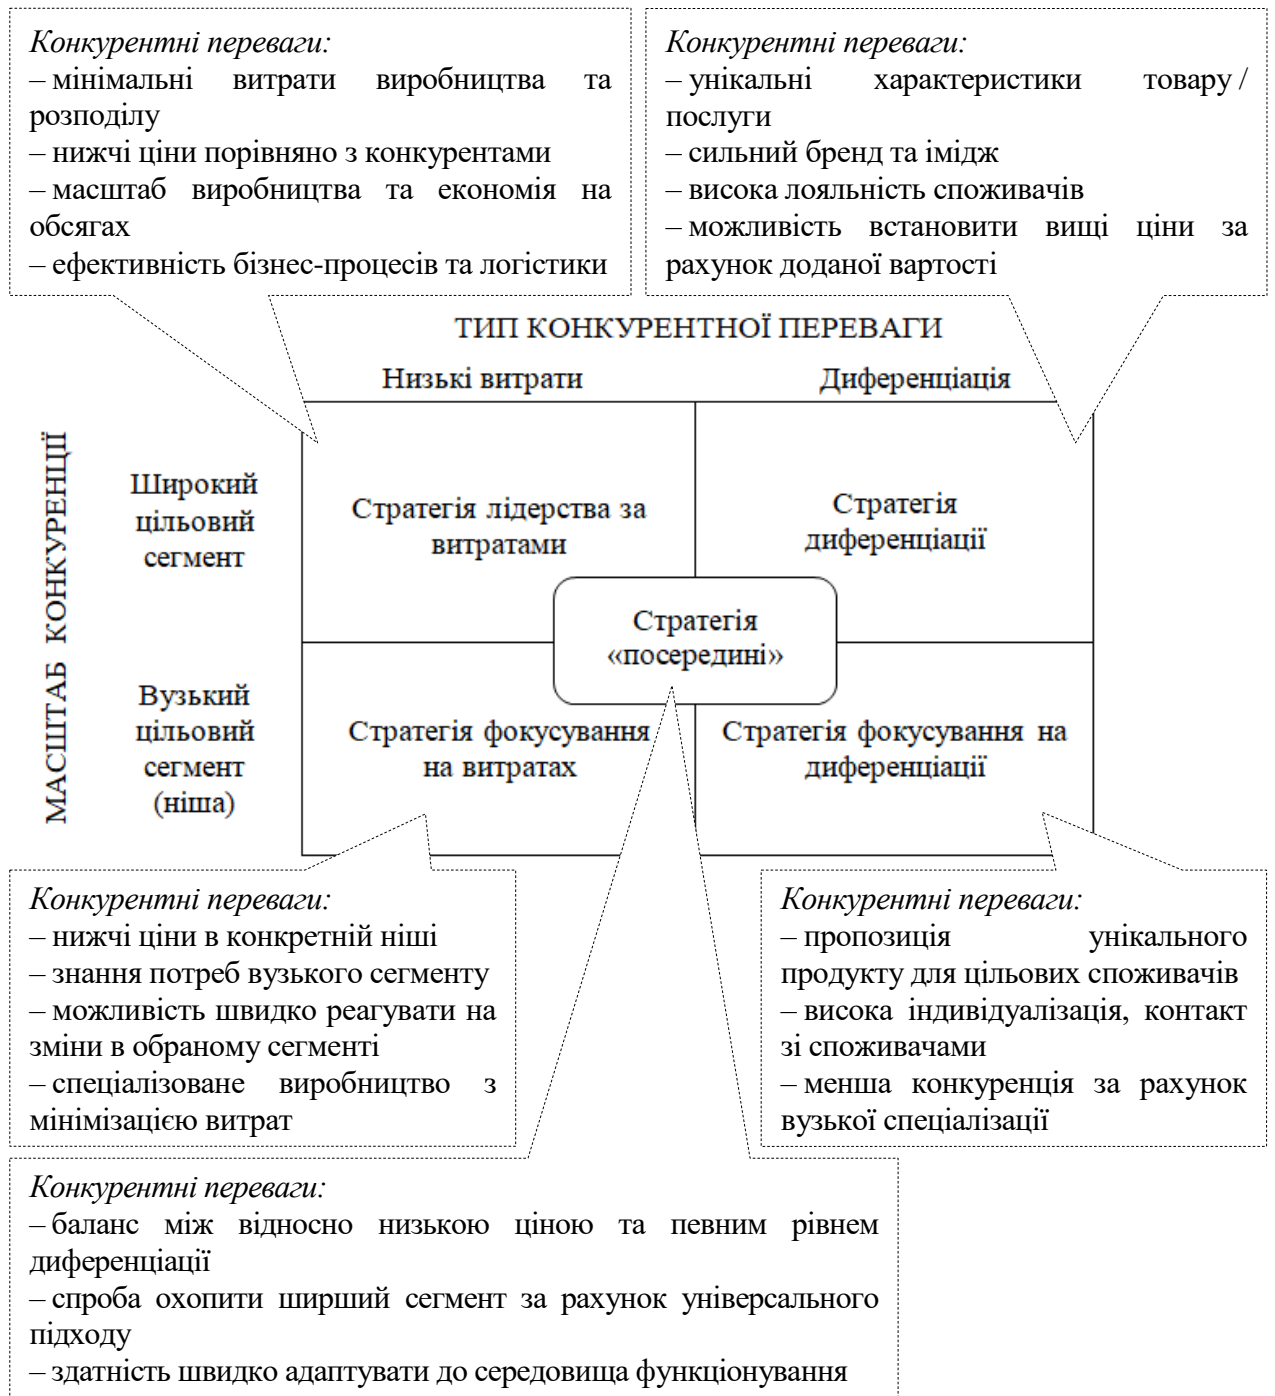 Конкурентні переваги:
– мінімальні витрати виробництва та
розподілу
– нижчі ціни порівняно з конкурентами
– масштаб виробництва та економія на
обсягах
– ефективність бізнес-процесів та логістики
Конкурентні переваги:
– унікальні характеристики товару /
послуги
– сильний бренд та імідж
– висока лояльність споживачів
– можливість встановити вищі ціни за
рахунок доданої вартості
ТИП КОНКУРЕНТНОЇ ПЕРЕВАГИ
Низькі витрати
Диференціація
МАСШТАБ КОНКУРЕНЦІЇ
Широкий
цільовий
сегмент
Стратегія лідерства за
витратами
Стратегія
диференціації
Стратегія
«посередині»
Вузький
цільовий
сегмент
(ніша)
Стратегія фокусування
на витратах
Стратегія фокусування на
диференціації
Конкурентні переваги:
– нижчі ціни в конкретній ніші
– знання потреб вузького сегменту
– можливість швидко реагувати на
зміни в обраному сегменті
– спеціалізоване виробництво з
мінімізацією витрат
Конкурентні переваги:
– пропозиція унікального
продукту для цільових споживачів
– висока індивідуалізація, контакт
зі споживачами
– менша конкуренція за рахунок
вузької спеціалізації
Конкурентні переваги:
– баланс між відносно низькою ціною та певним рівнем
диференціації
– спроба охопити ширший сегмент за рахунок універсального
підходу
– здатність швидко адаптувати до середовища функціонування